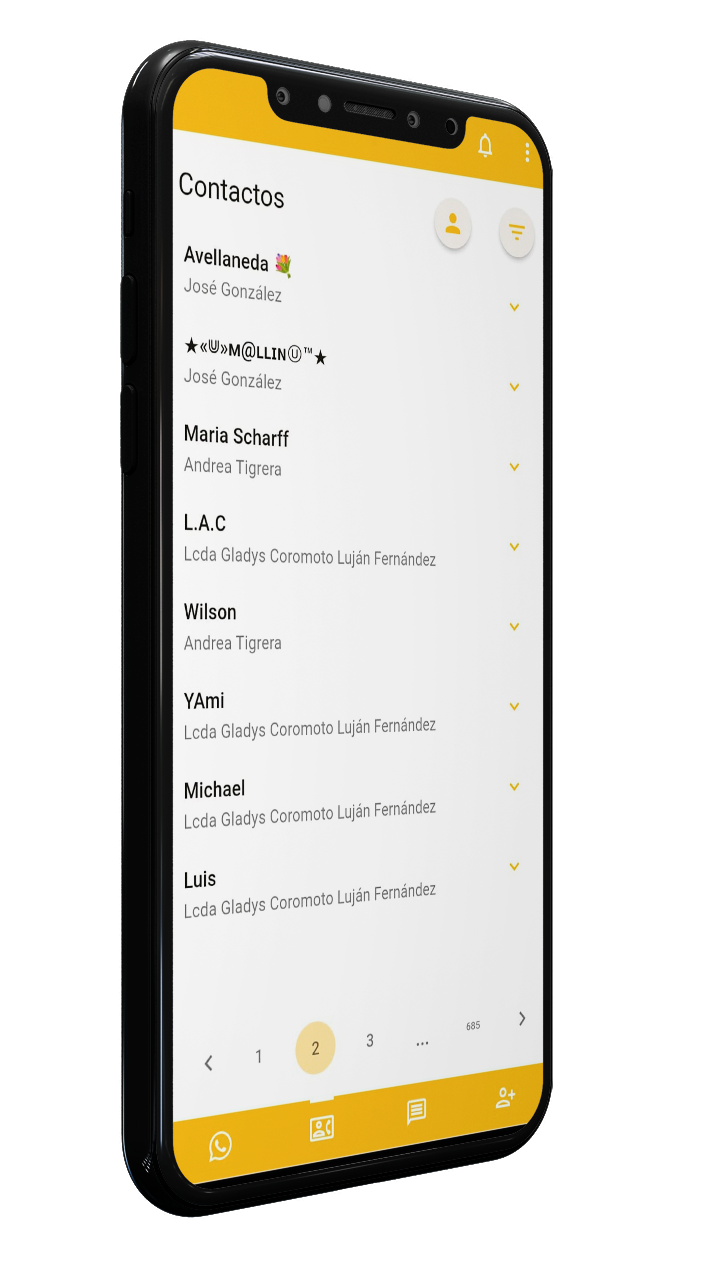 Contactos
Avellaneda 💐
José González
★«🄤»ᴍ@ʟʟɪɴⓊ™★
José González
Maria Scharff
Andrea Tigrera
L.A.C
Lcda Gladys Coromoto Luján Fernández
Wilson
Andrea Tigrera
YAmi
Lcda Gladys Coromoto Luján Fernández
Michael
Lcda Gladys Coromoto Luján Fernández
Luis
Lcda Gladys Coromoto Luján Fernández
1 2 3 ... 685